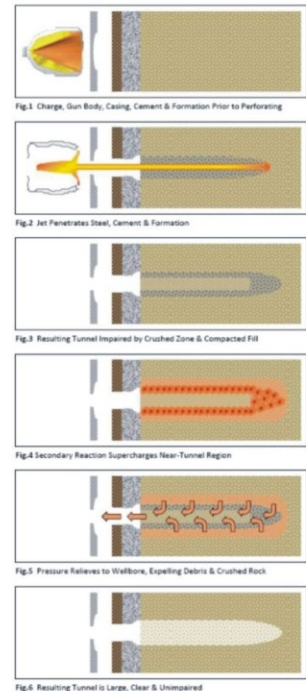 Fig.1 Charge, Gun Body, Casing, Cement & Formation Prior to Perforating
Fig.2 Jet Penetrates Steel, Cement & Formation
Fig.3 Resulting Tunnel Impaired by Crushed Zone & Compacted Fill
Fig.4 Secondary Reaction Supercharges Near-Tunnel Region
Fig.5 Pressure Relieves to Wellbore, Expelling Debris & Crushed Rock
Fig.6 Resulting Tunnel is Large, Clear & Unimpaired